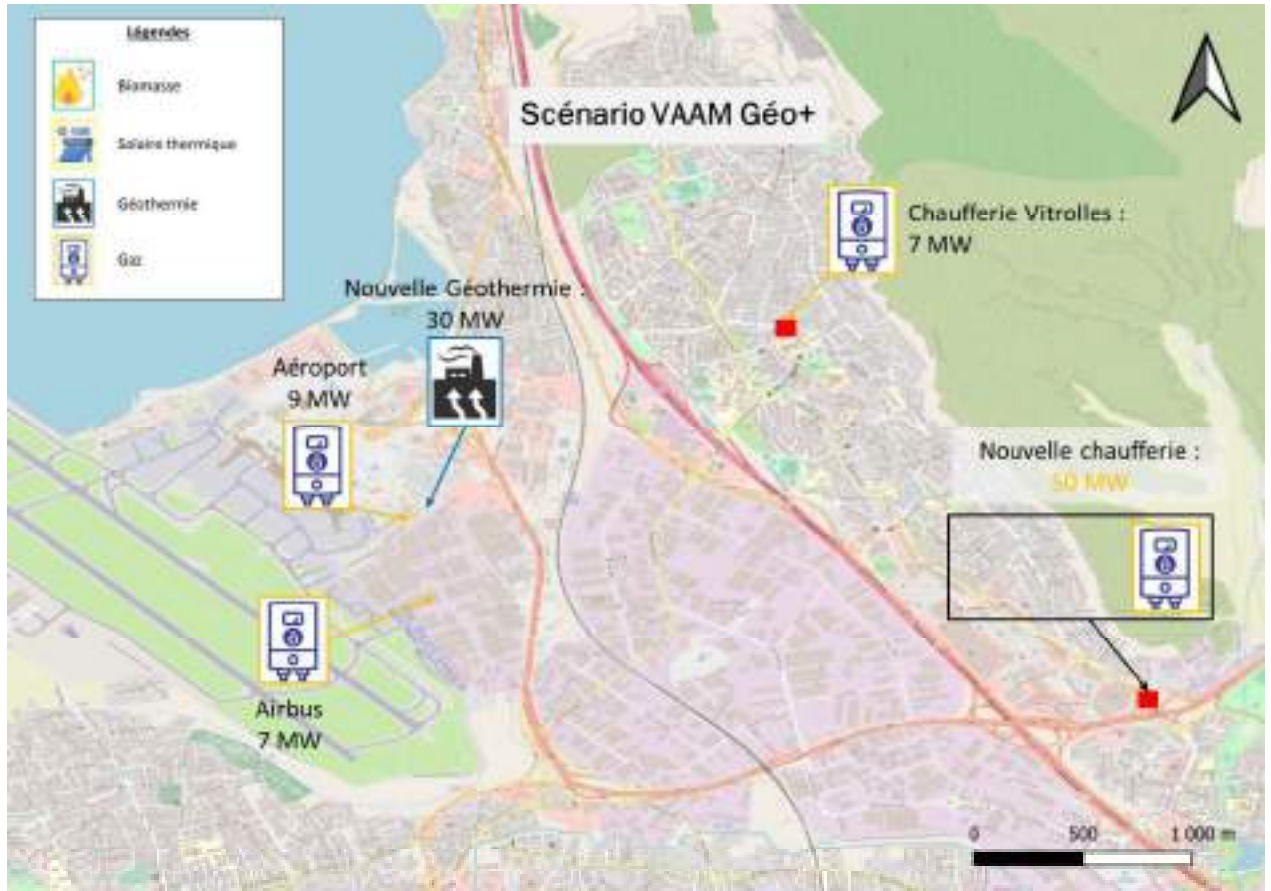 Légendes
Biomasse
Solaire thermique
Géothermie
Gaz
Scénario VAAM Géo+
Chaufferie Vitrolles :
7 MW
Nouvelle Géothermie :
30 MW
Aéroport
9 MW
Nouvelle chaufferie :
50 MW
Airbus
7 MW
0 500 1 000 m